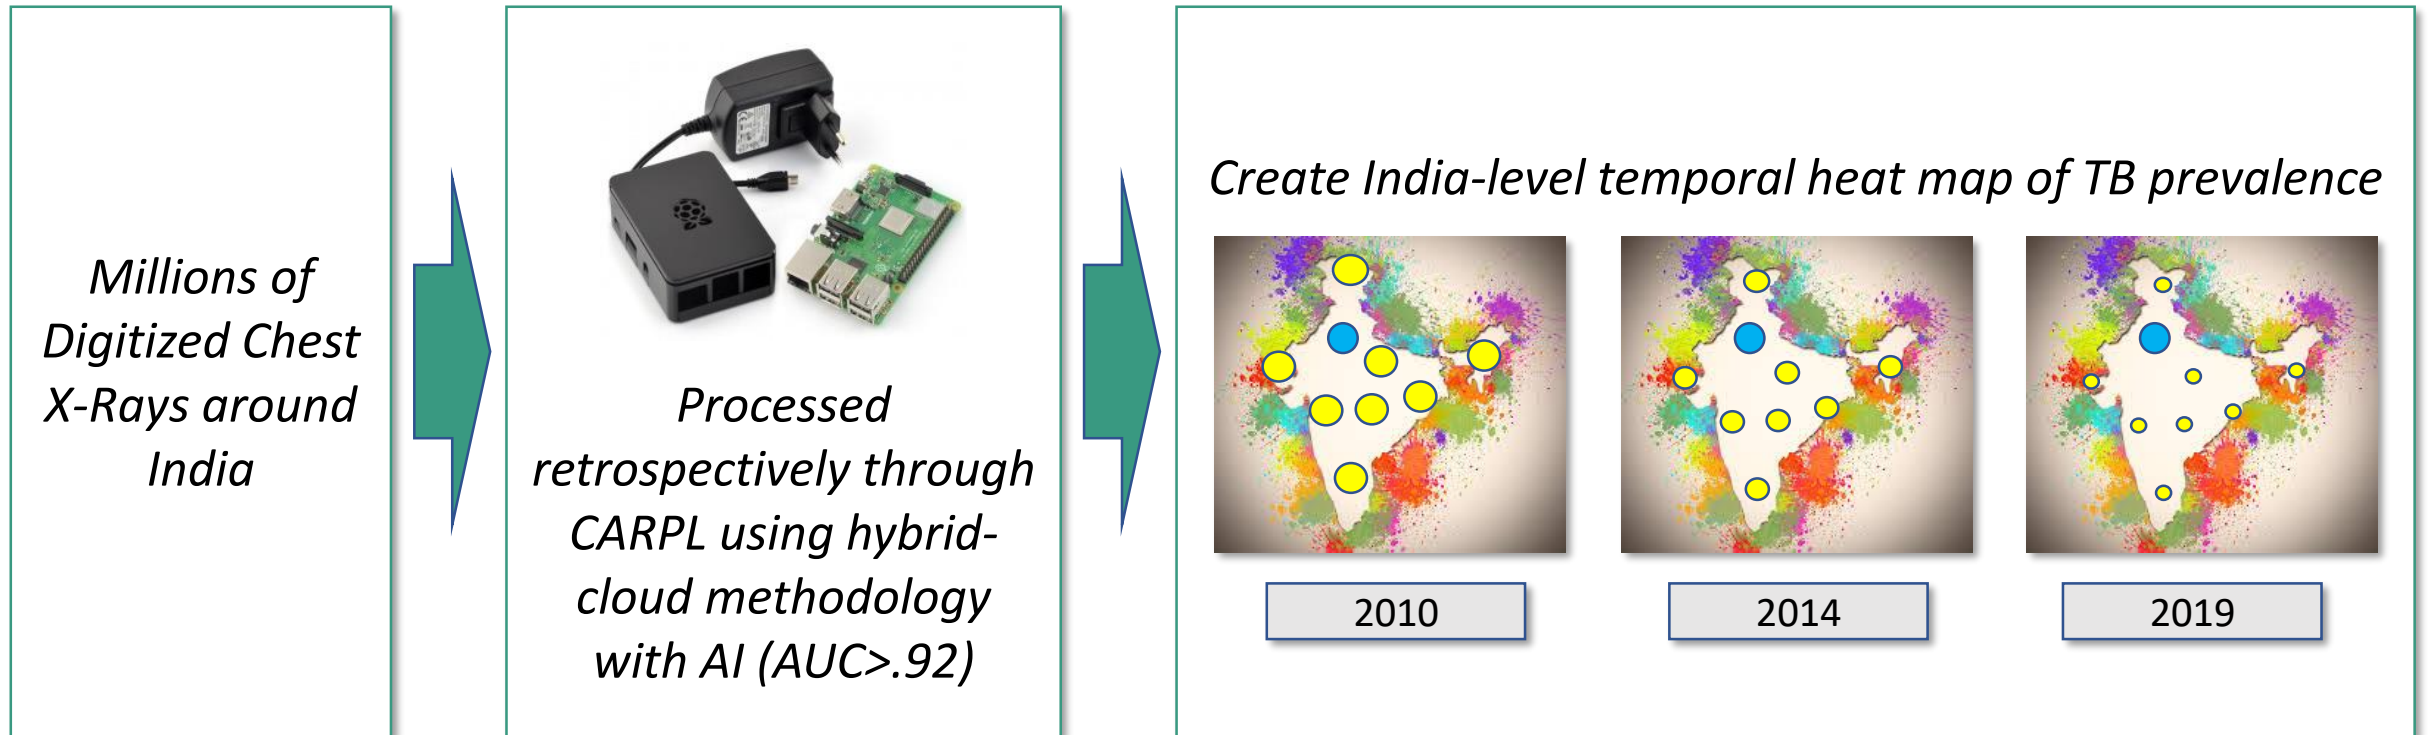 Millions of
Digitized Chest
X-Rays around
India
Processed
retrospectively through
CARPL using hybrid-
cloud methodology
with AI (AUC>.92)
Create India-level temporal heat map of TB prevalence
2010
2014
2019